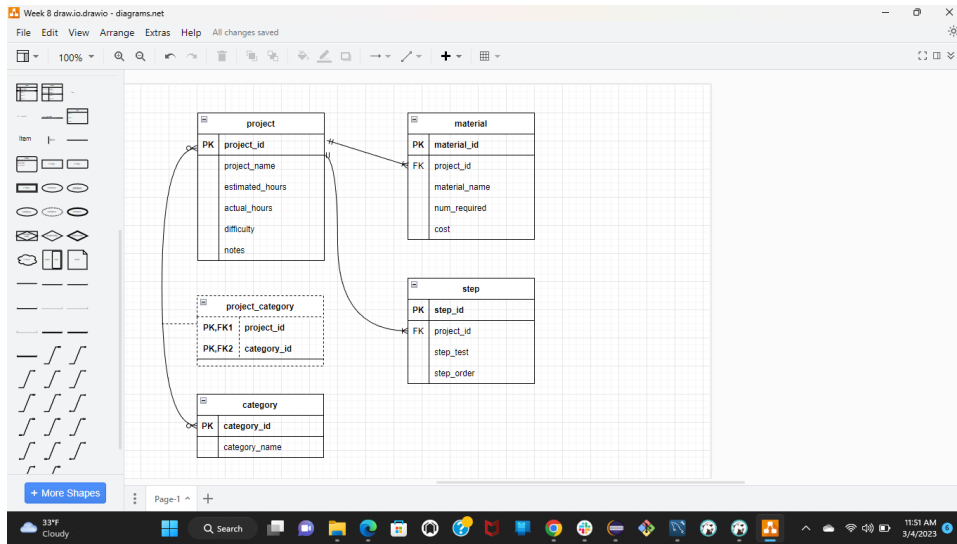 Week 8 draw.io.drawio - diagrams.net
File Edit View Arrange Extras Help All changes saved
100%
Item
project
PK project_id
project_name
estimated_hours
actual_hours
difficulty
notes
material
PK material_id
FK project_id
material_name
num_required
cost
project_category
PK,FK1 project_id
PK,FK2 category_id
step
PK step_id
FK project_id
step_test
step_order
category
PK category_id
category_name
+ More Shapes
Page-1
33°F
Cloudy
Search
11:51 AM
3/4/2023
6